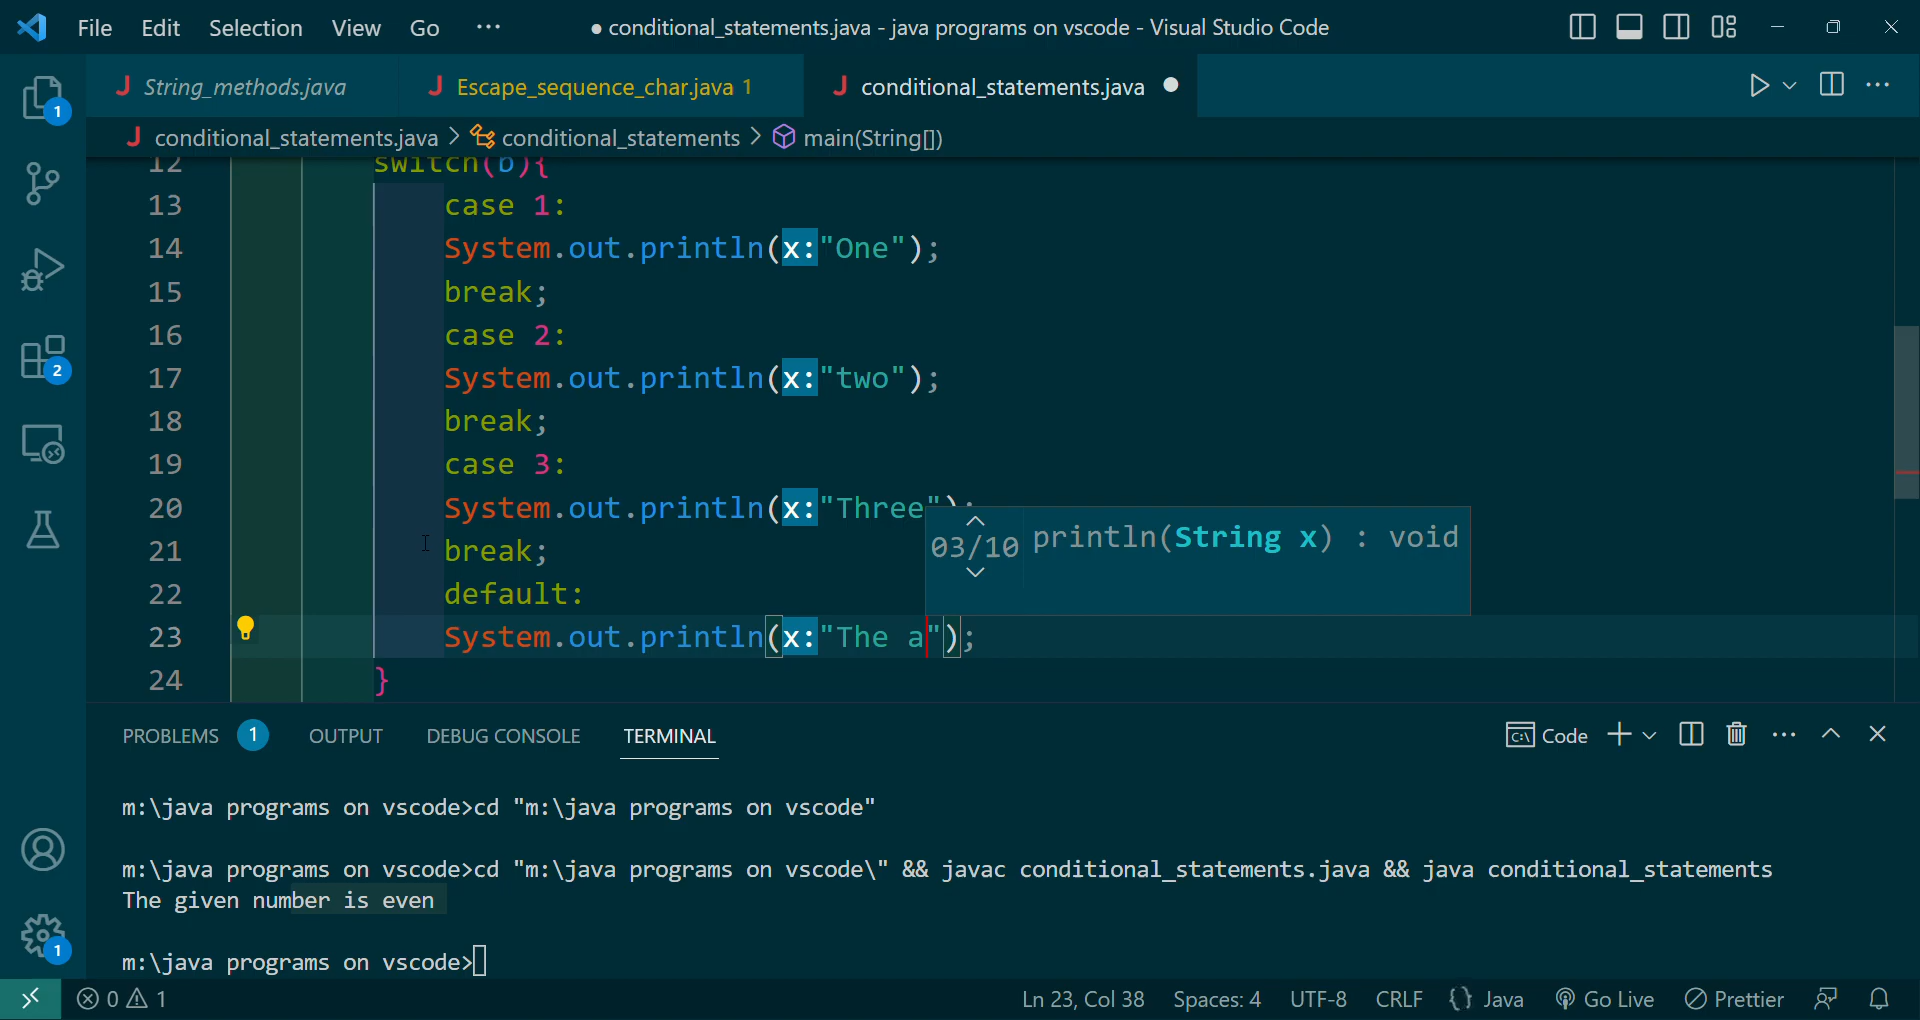 File Edit Selection View Go ··· ● conditional_statements.java - java programs on vscode - Visual Studio Code
J String_methods.java J Escape_sequence_char.java 1 J conditional_statements.java ●
1
J conditional_statements.java > conditional_statements > main(String[])
12 switch(b){
13 case 1:
14 System.out.println(x:"One");
15 break;
16 case 2:
17 System.out.println(x:"two");
18 break;
2
19 case 3:
20 System.out.println(x:"Three");
03/10 println(String x) : void
21 break;
22 default:
23 System.out.println(x:"The a");
24 }
PROBLEMS 1 OUTPUT DEBUG CONSOLE TERMINAL Code
m:\java programs on vscode>cd "m:\java programs on vscode"
m:\java programs on vscode>cd "m:\java programs on vscode\" && javac conditional_statements.java && java conditional_statements
The given number is even
1
m:\java programs on vscode>
0 1 Ln 23, Col 38 Spaces: 4 UTF-8 CRLF {} Java Go Live Prettier